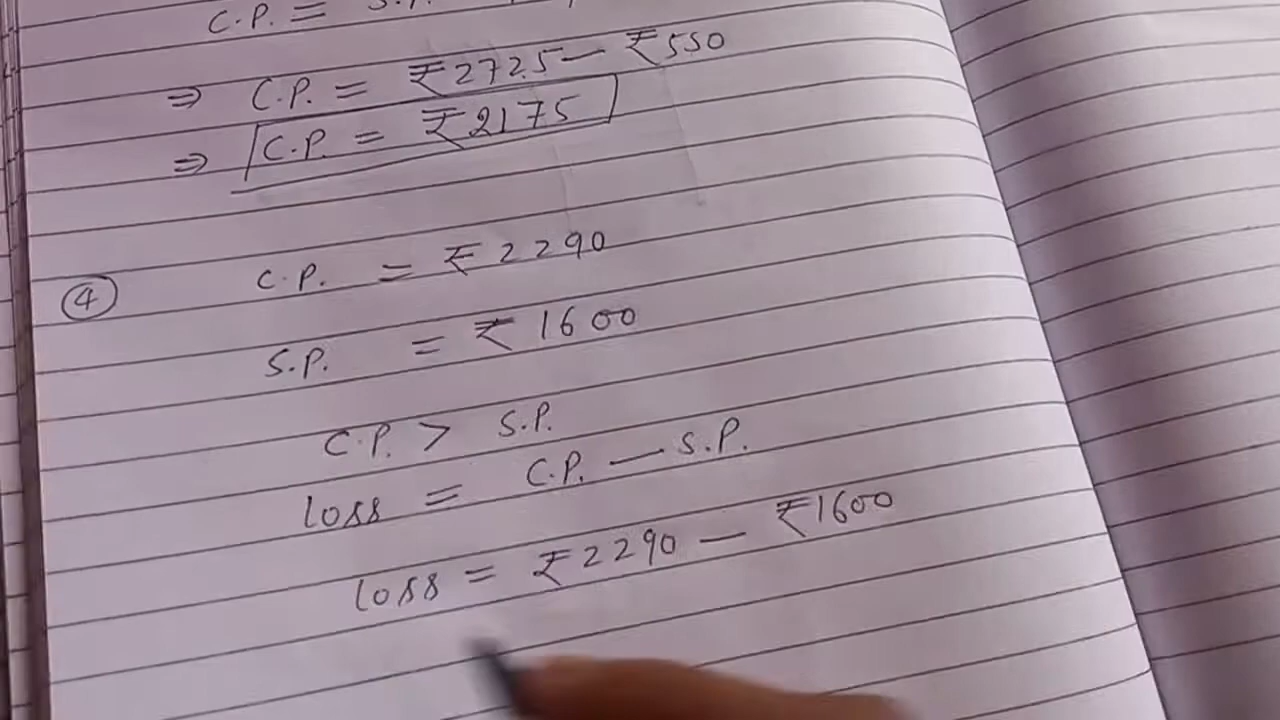 C.P. = S.P.
⇒ C.P. = ₹2725 — ₹550
⇒ C.P. = ₹2175
④ C.P. = ₹2290
S.P. = ₹1600
C.P. > S.P.
loss = C.P. — S.P.
loss = ₹2290 — ₹1600